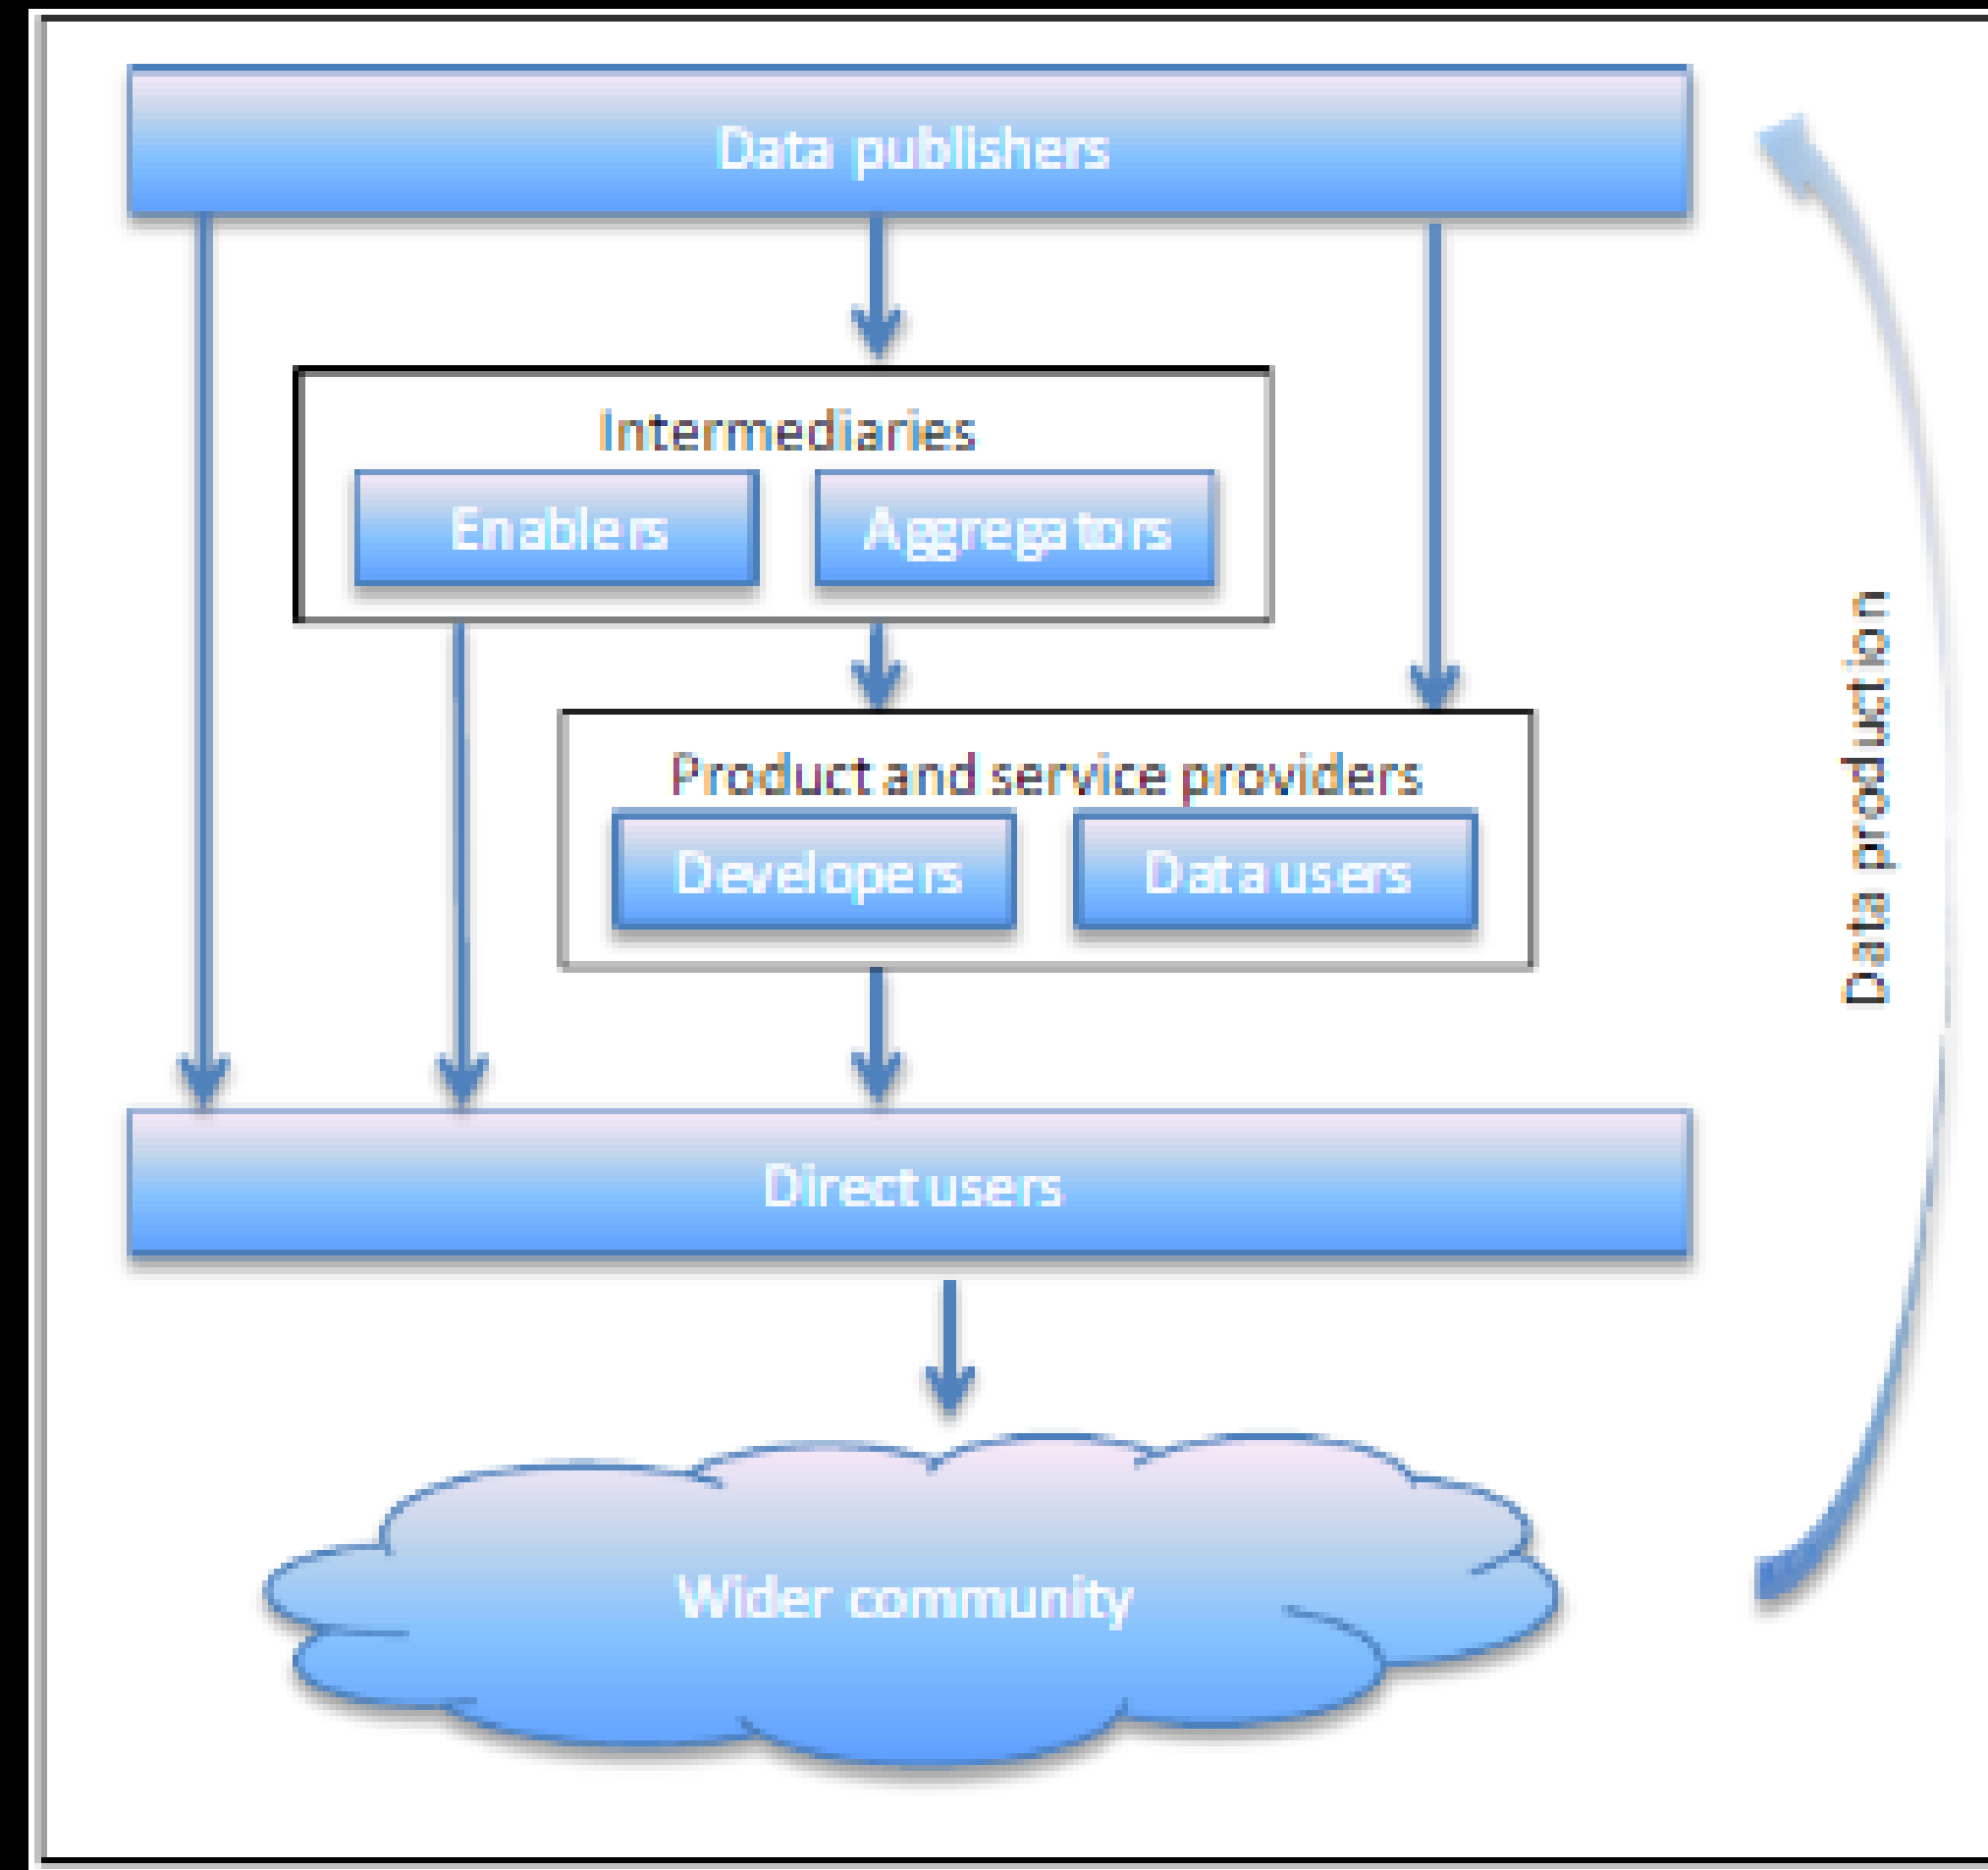 Data publishers
Intermediaries
Enablers
Aggregators
Product and service providers
Developers
Data users
Direct users
Wider community
Data production